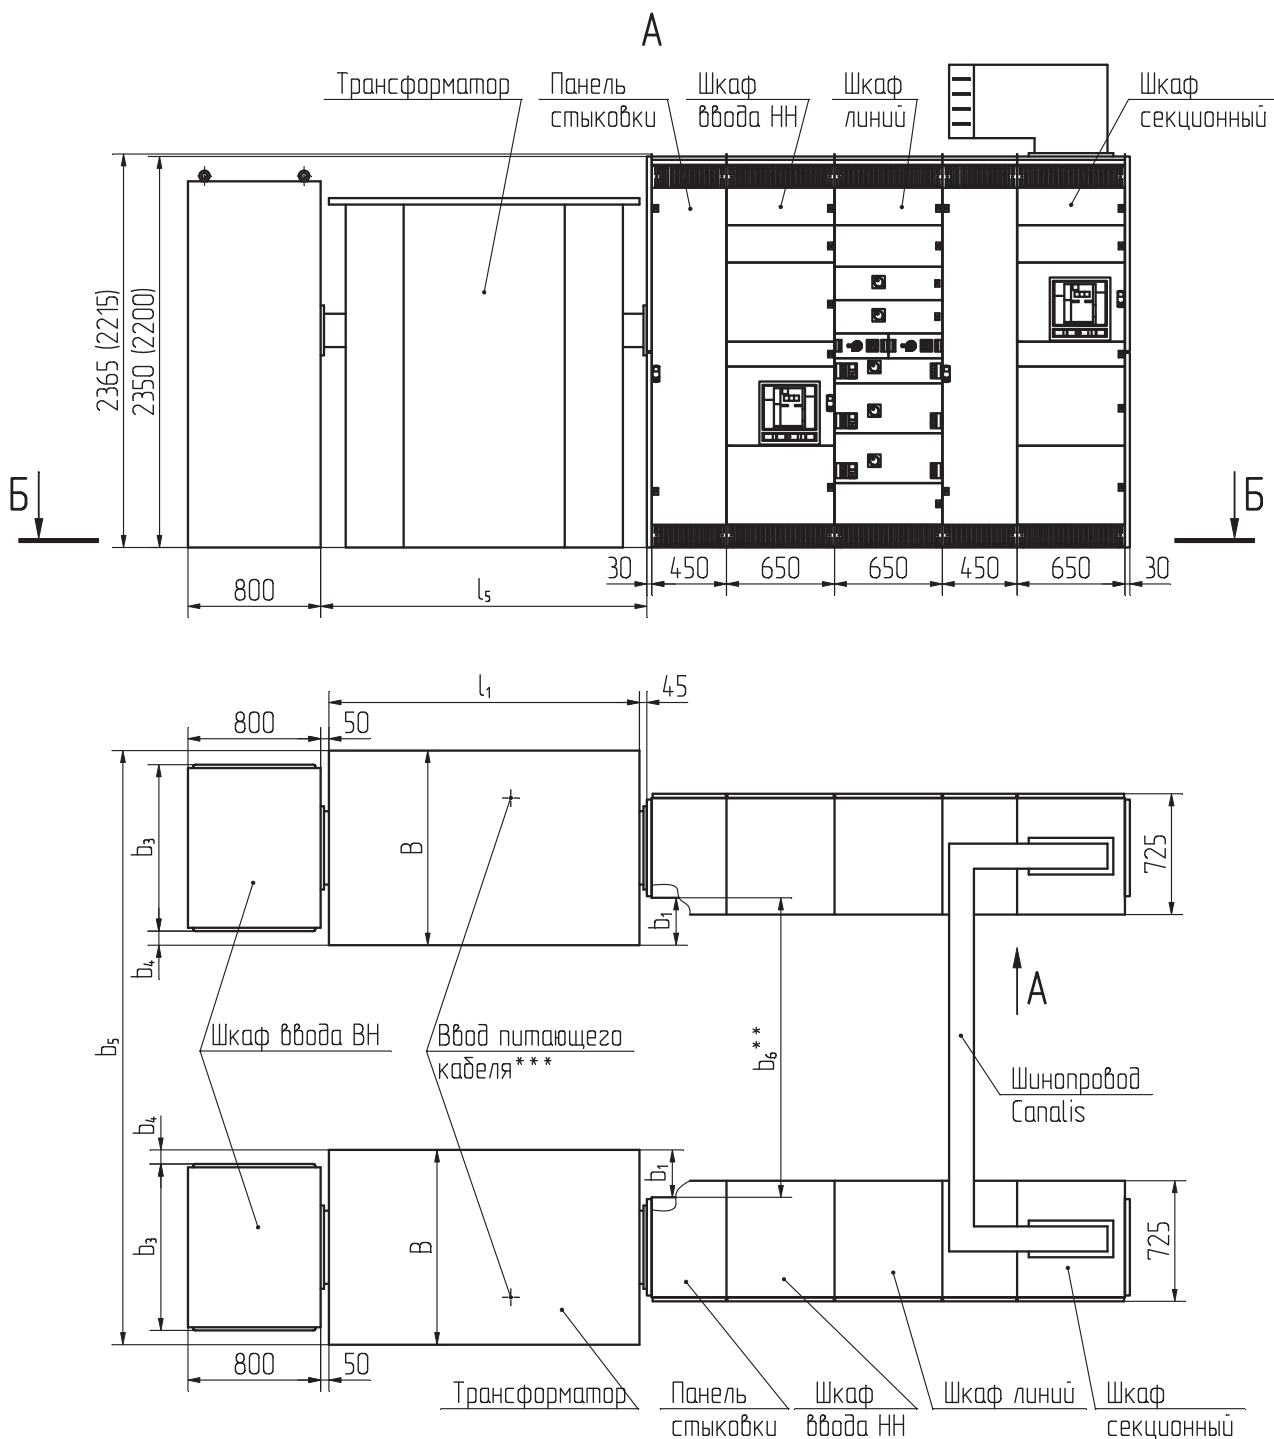 А
Трансформатор
Панель
стыковки
Шкаф
ввода НН
Шкаф
линий
Шкаф
секционный
2365 (2215)
2350 (2200)
Б
Б
30
450
650
650
450
650
30
800
l₅
l₁
45
800
50
b₃
B
b₁
725
b₄
А
Шкаф ввода ВН
Ввод питающего
кабеля***
b₅
b₆**
Шинопровод
Canalis
b₄
b₁
b₃
B
725
800
50
Трансформатор
Панель
стыковки
Шкаф
ввода НН
Шкаф линий
Шкаф
секционный